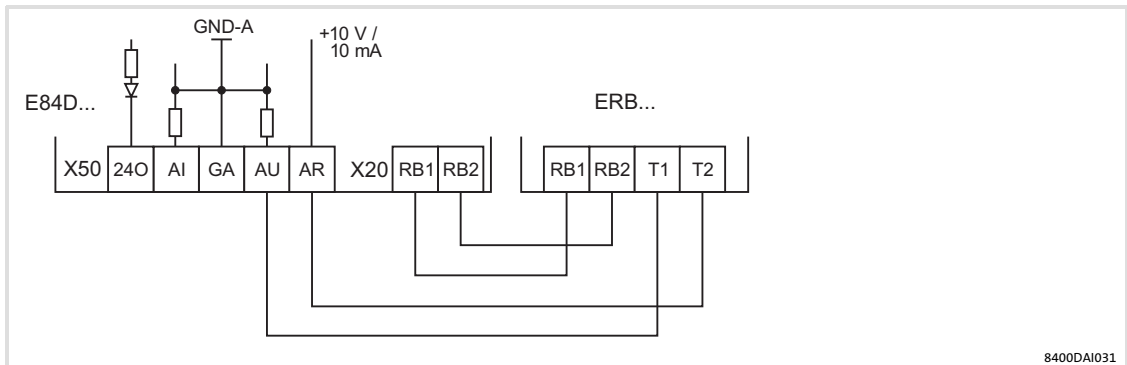 GND-A
+10 V /
10 mA
E84D...
ERB...
X50 24O AI GA AU AR X20 RB1 RB2 RB1 RB2 T1 T2
8400DAI031